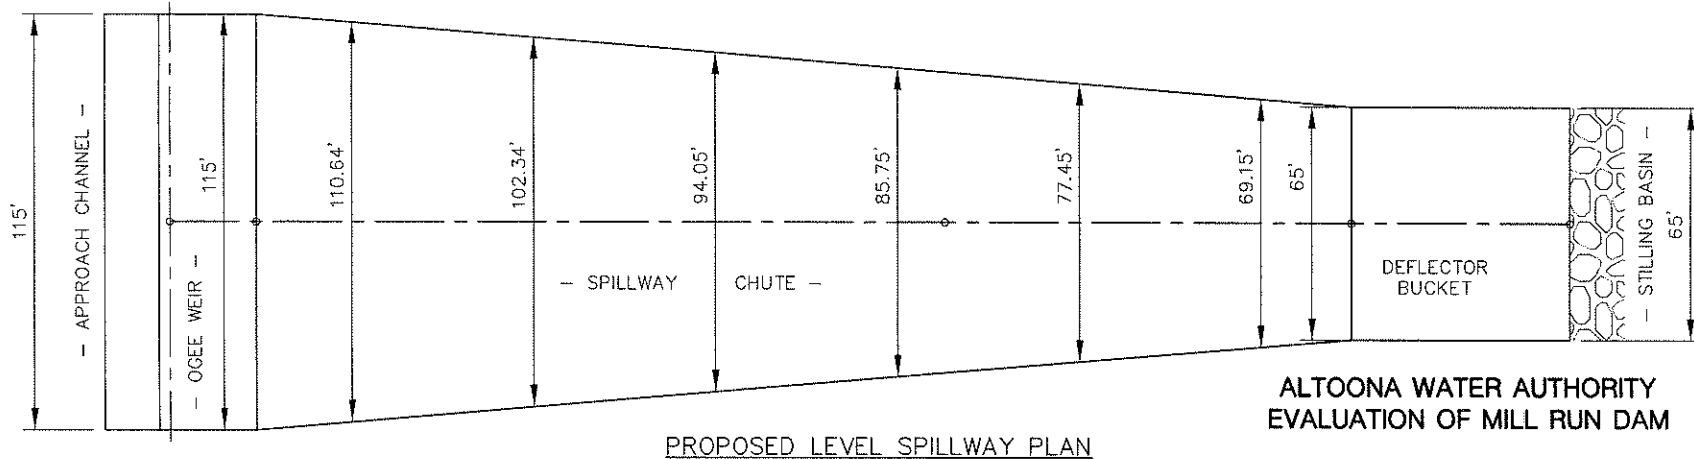 115'
– APPROACH CHANNEL –
– OGEE WEIR –
115'
110.64'
102.34'
94.05'
85.75'
77.45'
69.15'
65'
– SPILLWAY CHUTE –
DEFLECTOR
BUCKET
– STILLING BASIN –
65'
ALTOONA WATER AUTHORITY
EVALUATION OF MILL RUN DAM
PROPOSED LEVEL SPILLWAY PLAN